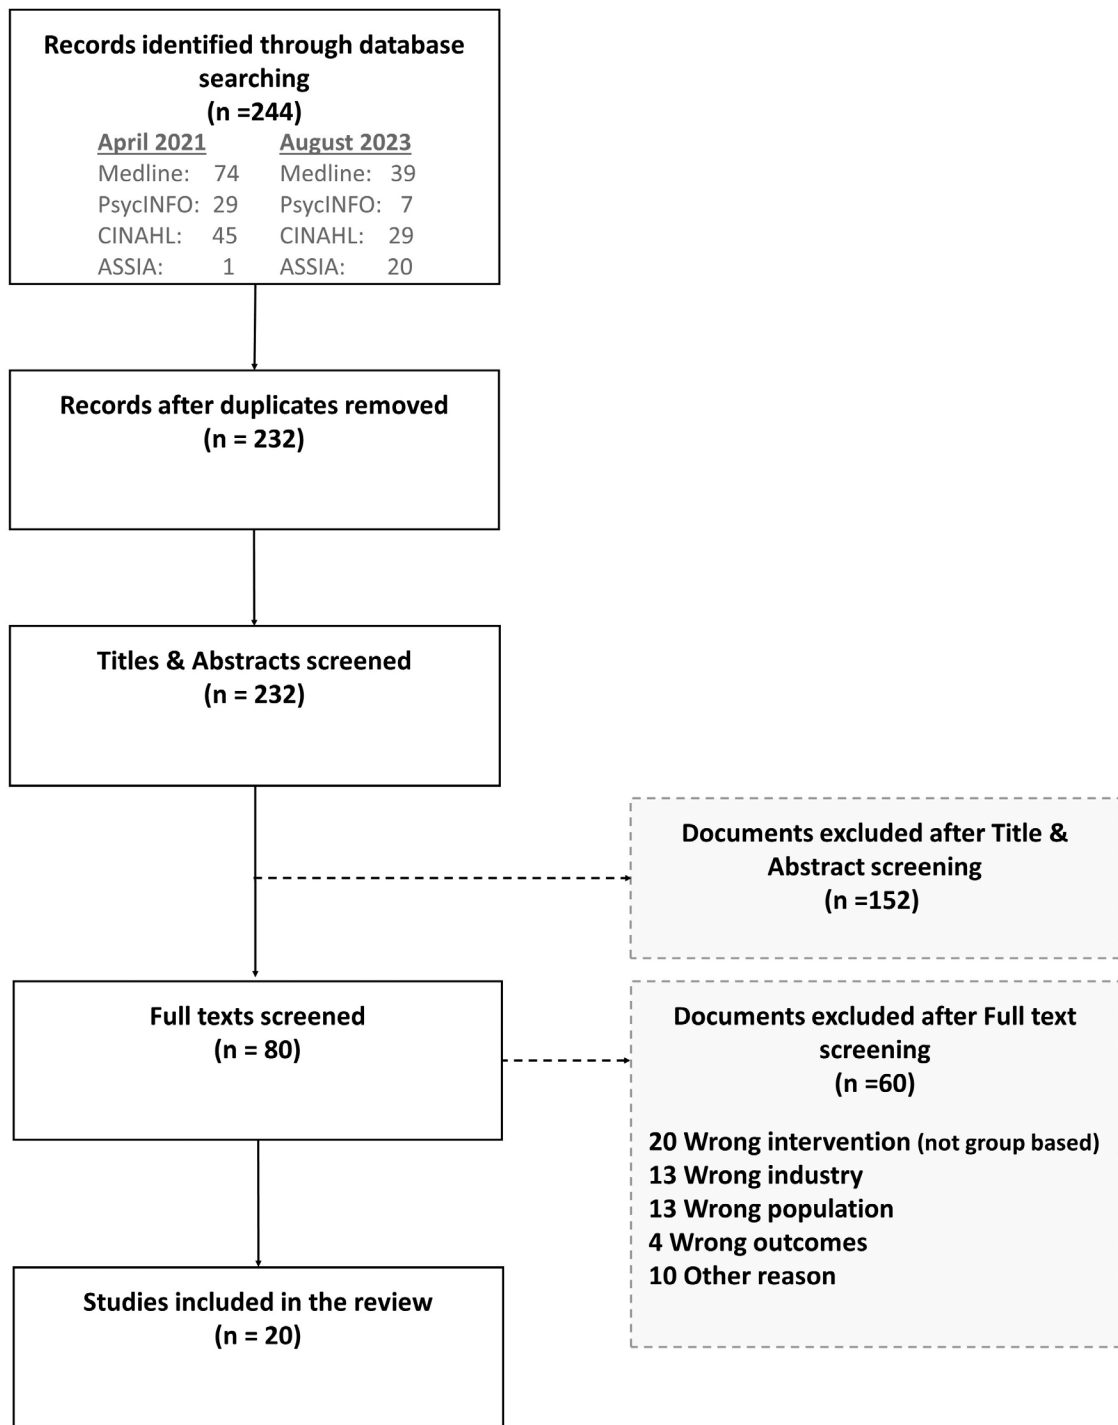 Records identified through database
searching
(n =244)
April 2021 August 2023
Medline: 74 Medline: 39
PsycINFO: 29 PsycINFO: 7
CINAHL: 45 CINAHL: 29
ASSIA: 1 ASSIA: 20
Records after duplicates removed
(n = 232)
Titles & Abstracts screened
(n = 232)
Documents excluded after Title &
Abstract screening
(n =152)
Full texts screened
(n = 80)
Documents excluded after Full text
screening
(n =60)
20 Wrong intervention (not group based)
13 Wrong industry
13 Wrong population
4 Wrong outcomes
10 Other reason
Studies included in the review
(n = 20)